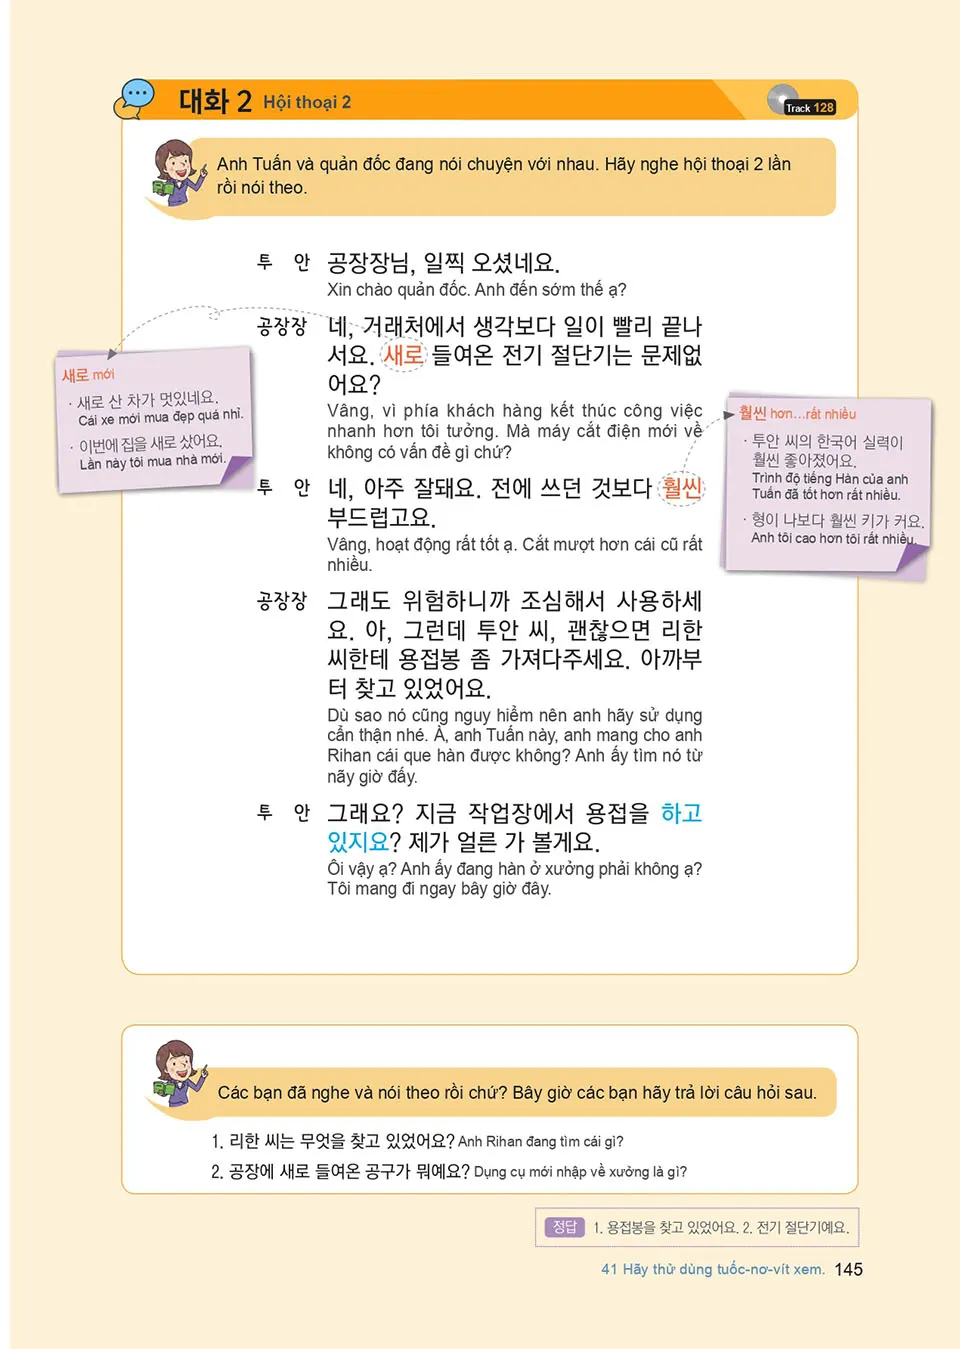 대화 2 Hội thoại 2
Track 128
Anh Tuấn và quản đốc đang nói chuyện với nhau. Hãy nghe hội thoại 2 lần
rồi nói theo.
투 안 공장장님, 일찍 오셨네요.
Xin chào quản đốc. Anh đến sớm thế ạ?
공장장 네, 거래처에서 생각보다 일이 빨리 끝나
서요. 새로 들여온 전기 절단기는 문제없
어요?
Vâng, vì phía khách hàng kết thúc công việc
nhanh hơn tôi tưởng. Mà máy cắt điện mới về
không có vấn đề gì chứ?
투 안 네, 아주 잘돼요. 전에 쓰던 것보다 훨씬
부드럽고요.
Vâng, hoạt động rất tốt ạ. Cắt mượt hơn cái cũ rất
nhiều.
공장장 그래도 위험하니까 조심해서 사용하세
요. 아, 그런데 투안 씨, 괜찮으면 리한
씨한테 용접봉 좀 가져다주세요. 아까부
터 찾고 있었어요.
Dù sao nó cũng nguy hiểm nên anh hãy sử dụng
cẩn thận nhé. À, anh Tuấn này, anh mang cho anh
Rihan cái que hàn được không? Anh ấy tìm nó từ
nãy giờ đấy.
투 안 그래요? 지금 작업장에서 용접을 하고
있지요? 제가 얼른 가 볼게요.
Ôi vậy ạ? Anh ấy đang hàn ở xưởng phải không ạ?
Tôi mang đi ngay bây giờ đây.
새로 mới
· 새로 산 차가 멋있네요.
Cái xe mới mua đẹp quá nhỉ.
· 이번에 집을 새로 샀어요.
Lần này tôi mua nhà mới.
훨씬 hơn...rất nhiều
· 투안 씨의 한국어 실력이
훨씬 좋아졌어요.
Trình độ tiếng Hàn của anh
Tuấn đã tốt hơn rất nhiều.
· 형이 나보다 훨씬 키가 커요.
Anh tôi cao hơn tôi rất nhiều.
Các bạn đã nghe và nói theo rồi chứ? Bây giờ các bạn hãy trả lời câu hỏi sau.
1. 리한 씨는 무엇을 찾고 있었어요? Anh Rihan đang tìm cái gì?
2. 공장에 새로 들여온 공구가 뭐예요? Dụng cụ mới nhập về xưởng là gì?
정답 1. 용접봉을 찾고 있었어요. 2. 전기 절단기예요.
41 Hãy thử dùng tuốc-nơ-vít xem. 145